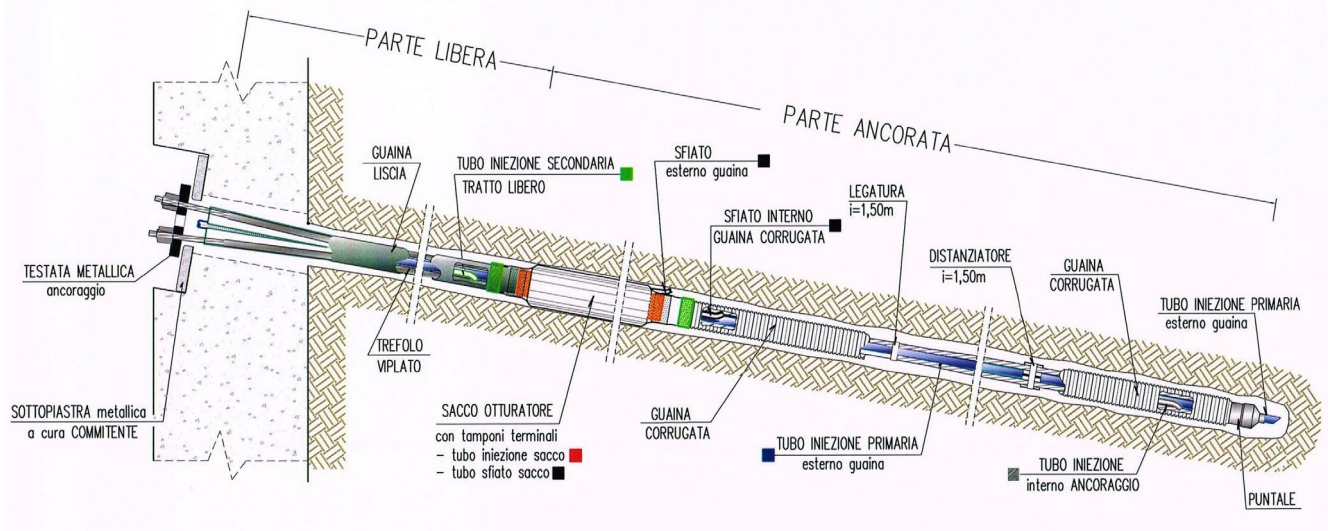 PARTE LIBERA
PARTE ANCORATA
GUAINA
LISCIA
TUBO INIEZIONE SECONDARIA
TRATTO LIBERO
SFIATO
esterno guaina
SFIATO INTERNO
GUAINA CORRUGATA
LEGATURA
i=1,50m
DISTANZIATORE
i=1,50m
GUAINA
CORRUGATA
TUBO INIEZIONE PRIMARIA
esterno guaina
TESTATA METALLICA
ancoraggio
TREFOLO
VIPLATO
SOTTOPIASTRA metallica
a cura COMMITENTE
SACCO OTTURATORE
con tamponi terminali
- tubo iniezione sacco
- tubo sfiato sacco
GUAINA
CORRUGATA
TUBO INIEZIONE PRIMARIA
esterno guaina
TUBO INIEZIONE
interno ANCORAGGIO
PUNTALE